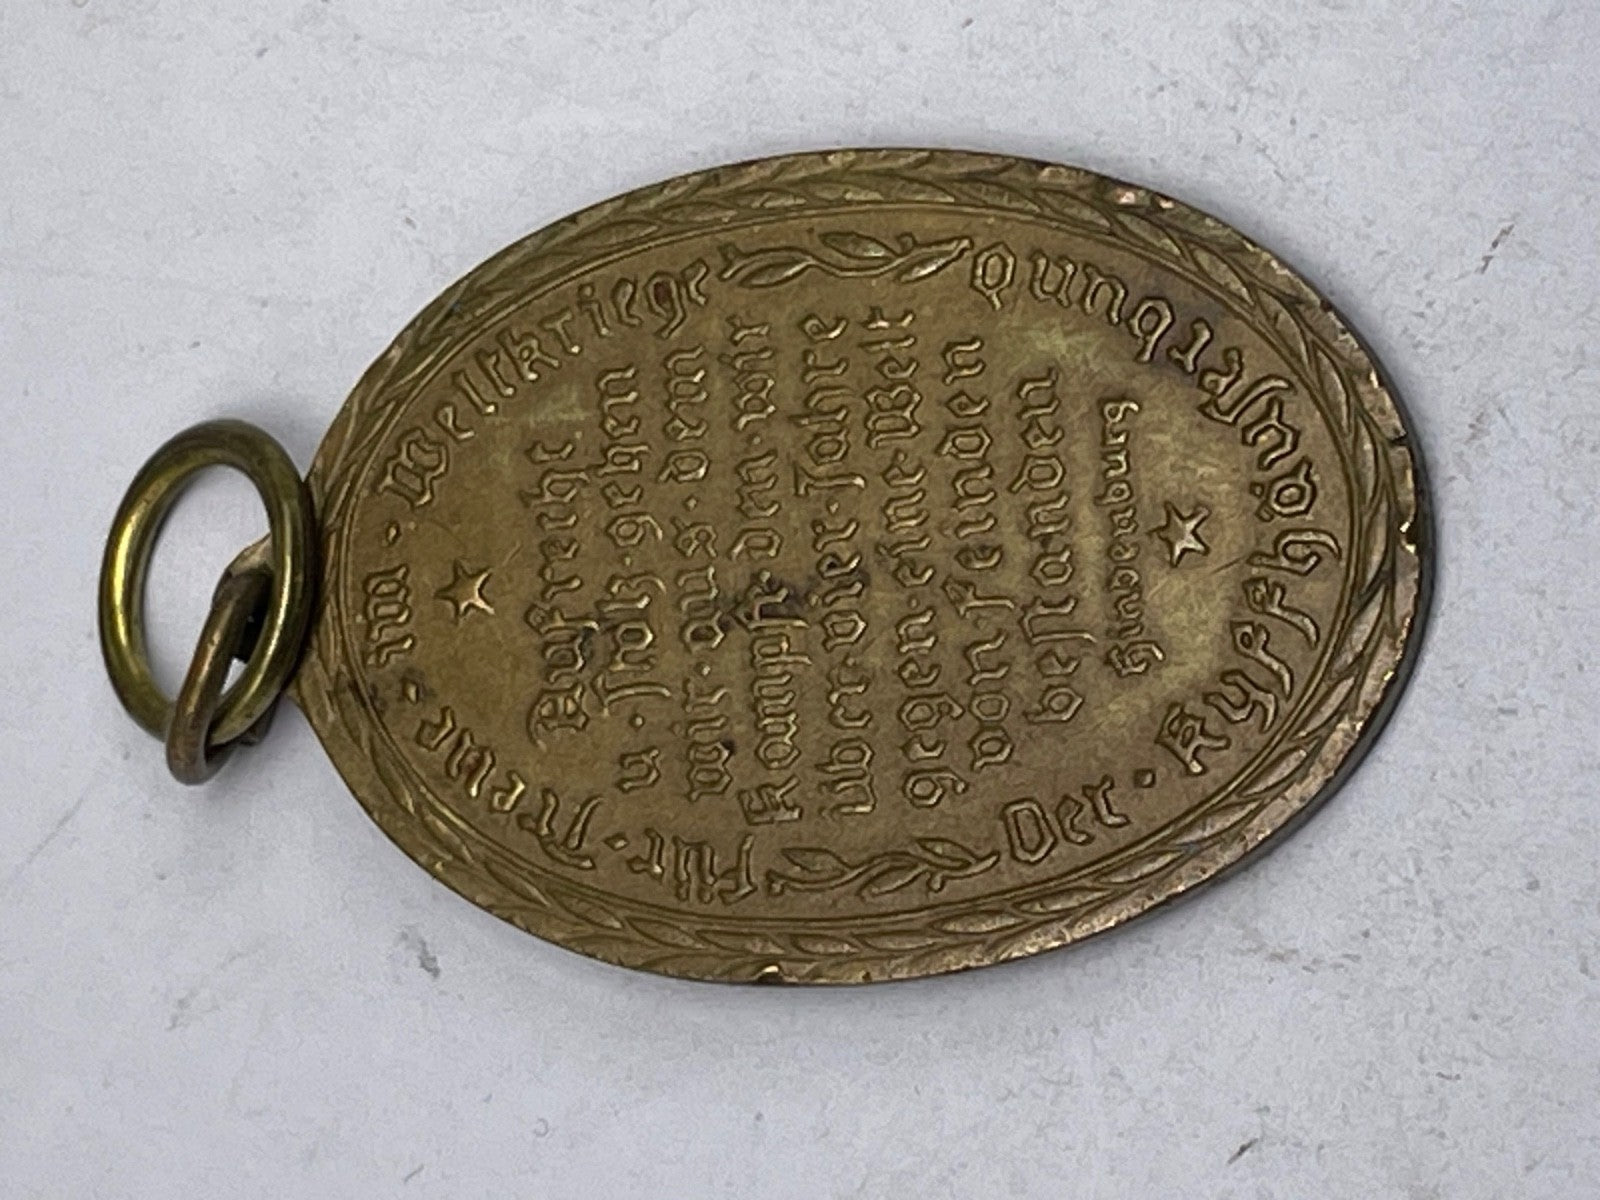 Für · Treue · im · Weltkriege
Aufrecht
u · stolz · gehen
wir · aus · dem
Kampf · den · wir
über · vier · Jahre
gegen · eine · Welt
von feinden
bestanden
Hindenburg
Der · Kyffhäuserbund